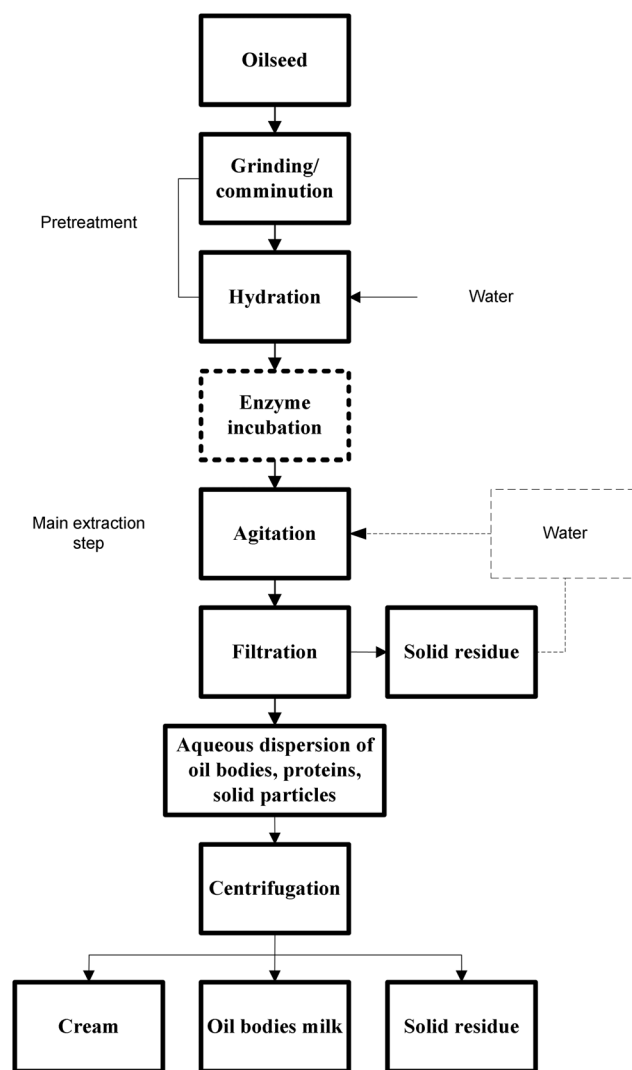 Oilseed
Grinding/
comminution
Pretreatment
Hydration
Water
Enzyme
incubation
Main extraction
step
Agitation
Water
Filtration
Solid residue
Aqueous dispersion of
oil bodies, proteins,
solid particles
Centrifugation
Cream
Oil bodies milk
Solid residue